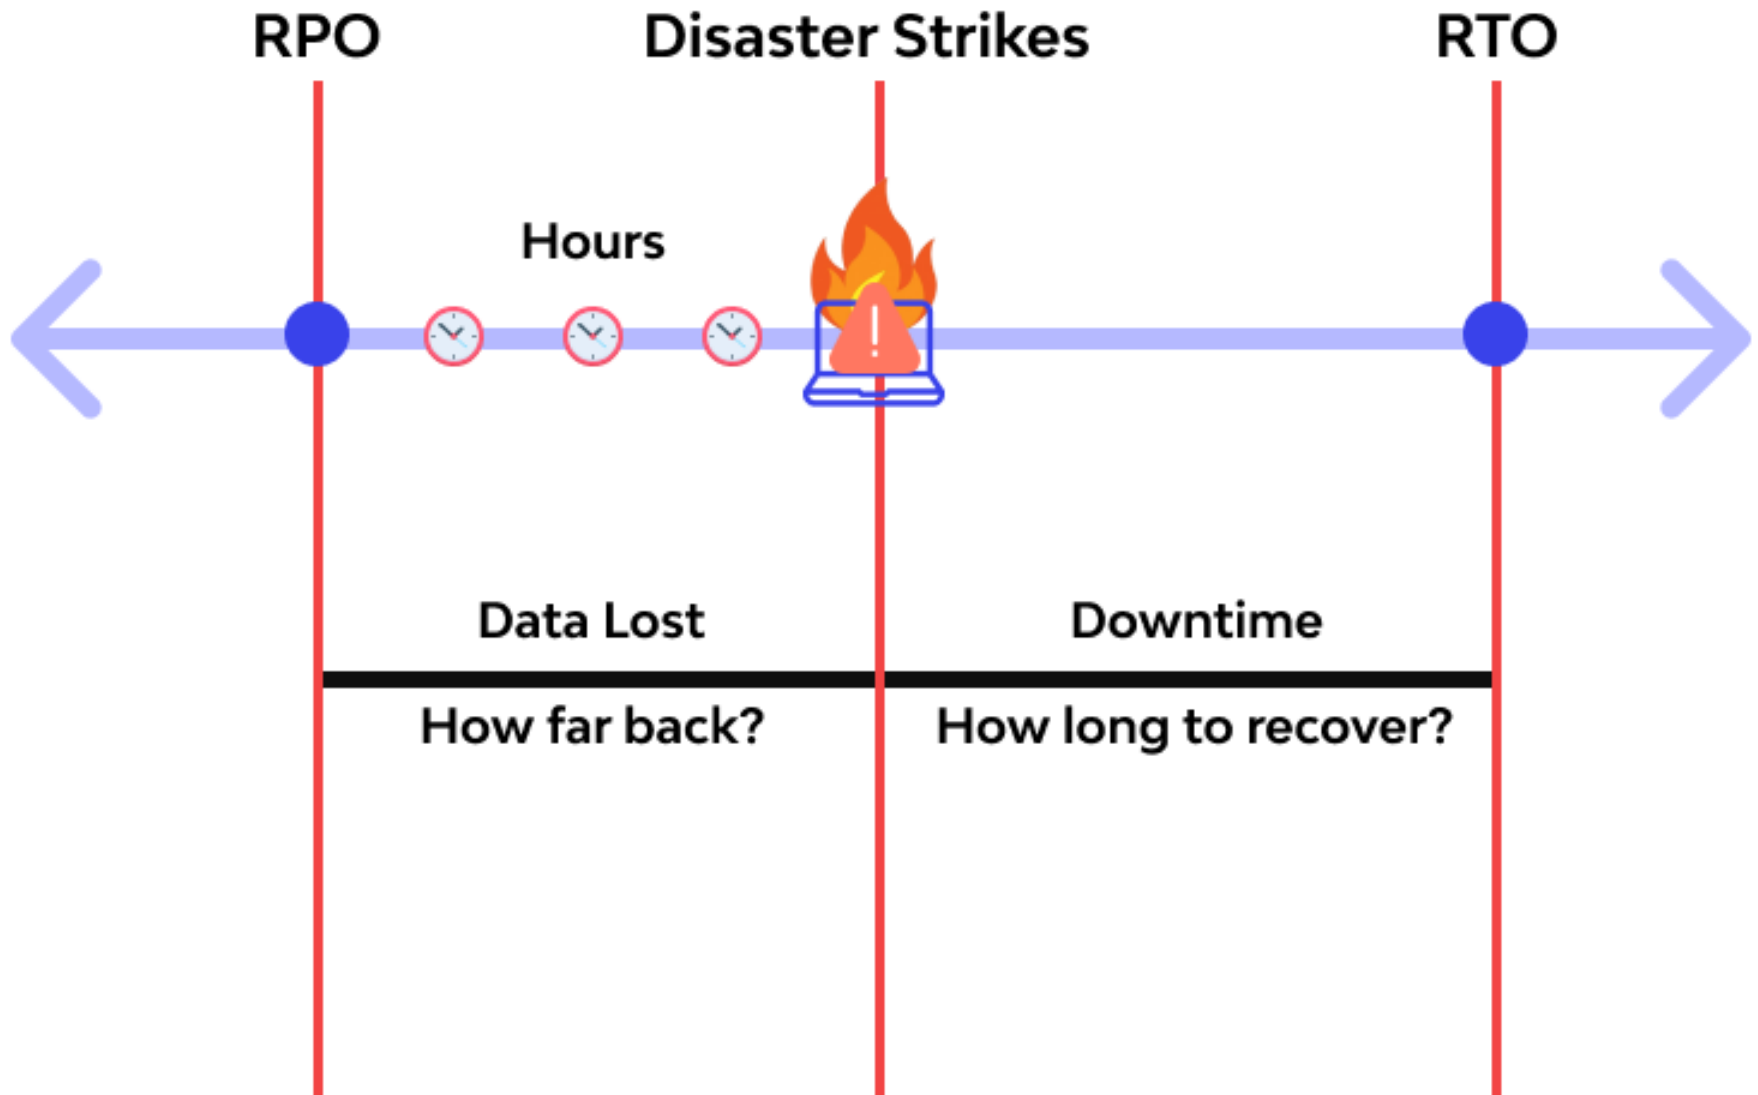 RPO
Disaster Strikes
RTO
Hours
!
Data Lost
Downtime
How far back?
How long to recover?